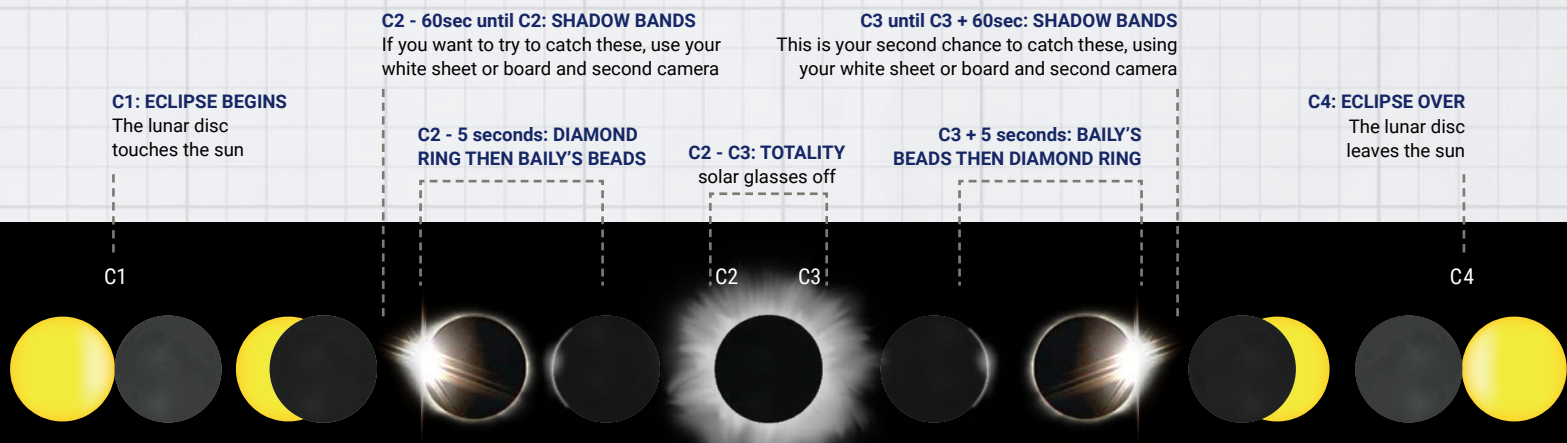 C2 - 60sec until C2: SHADOW BANDS
If you want to try to catch these, use your
white sheet or board and second camera
C3 until C3 + 60sec: SHADOW BANDS
This is your second chance to catch these, using
your white sheet or board and second camera
C1: ECLIPSE BEGINS
The lunar disc
touches the sun
C2 - 5 seconds: DIAMOND
RING THEN BAILY'S BEADS
C2 - C3: TOTALITY
solar glasses off
C3 + 5 seconds: BAILY'S
BEADS THEN DIAMOND RING
C4: ECLIPSE OVER
The lunar disc
leaves the sun
C1
C2
C3
C4